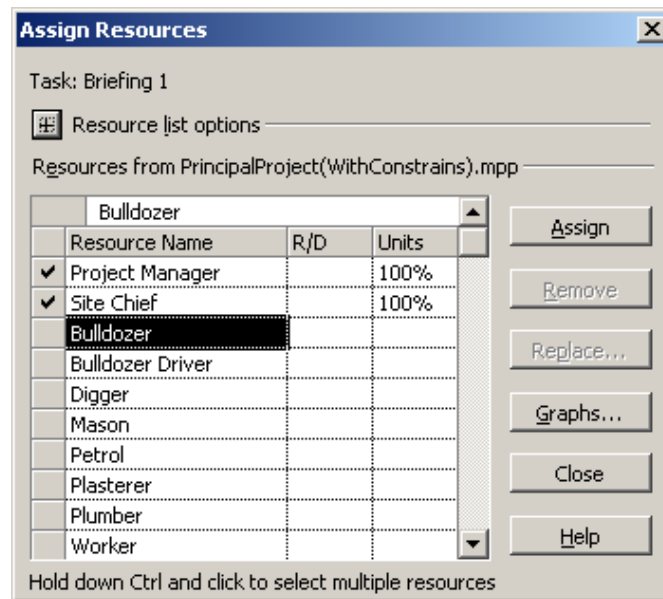 Assign Resources
Task: Briefing 1
Resource list options
Resources from PrincipalProject(WithConstrains).mpp
Bulldozer
Resource Name R/D Units
Project Manager 100%
Site Chief 100%
Bulldozer
Bulldozer Driver
Digger
Mason
Petrol
Plasterer
Plumber
Worker
Assign
Remove
Replace...
Graphs...
Close
Help
Hold down Ctrl and click to select multiple resources